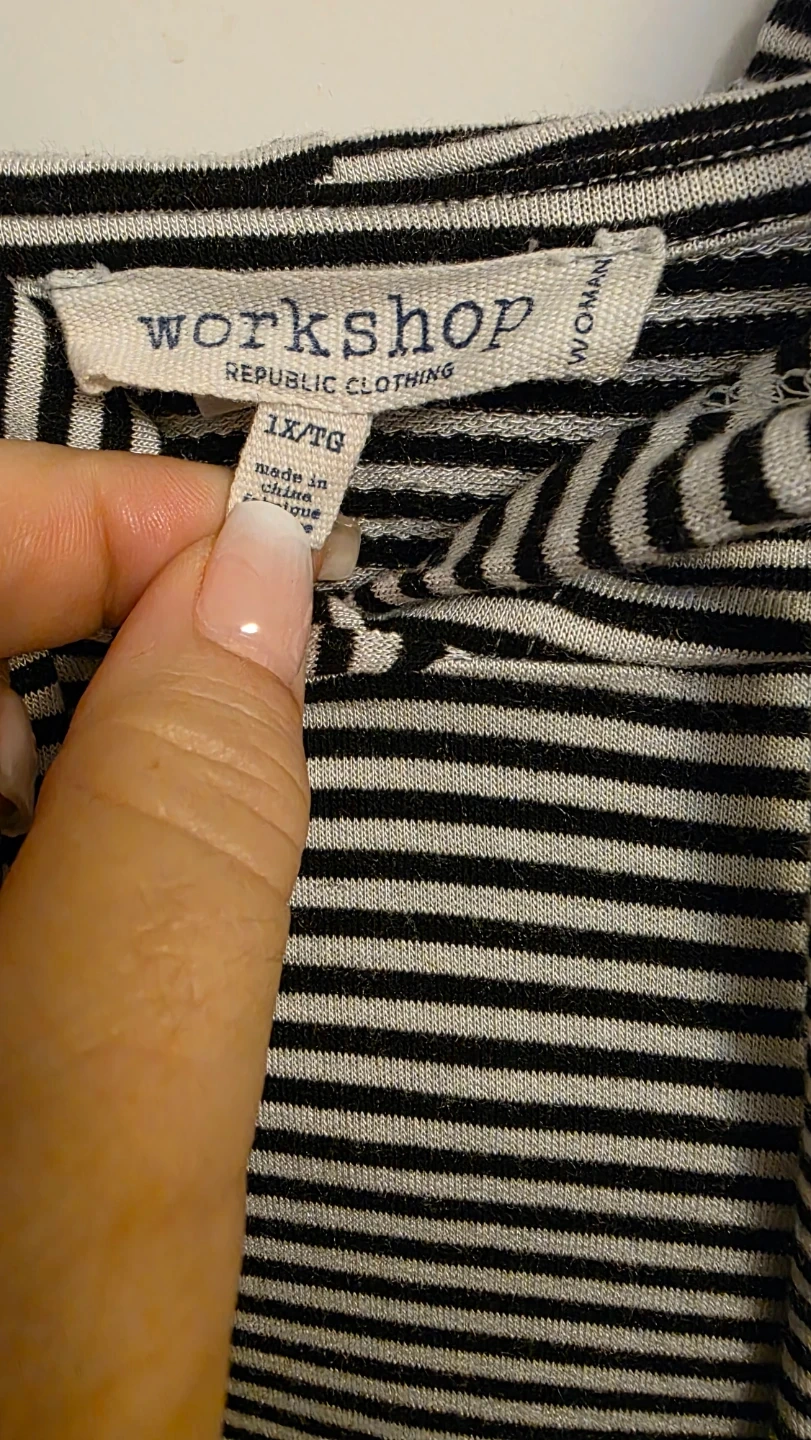 workshop
WOMAN
REPUBLIC CLOTHING
1X/TG
made in
china